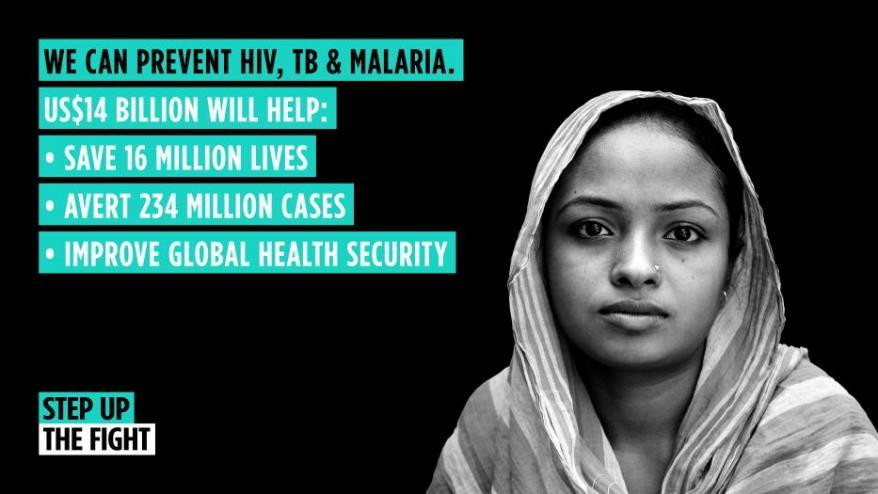 WE CAN PREVENT HIV, TB & MALARIA.
US$14 BILLION WILL HELP:
• SAVE 16 MILLION LIVES
• AVERT 234 MILLION CASES
• IMPROVE GLOBAL HEALTH SECURITY
STEP UP
THE FIGHT